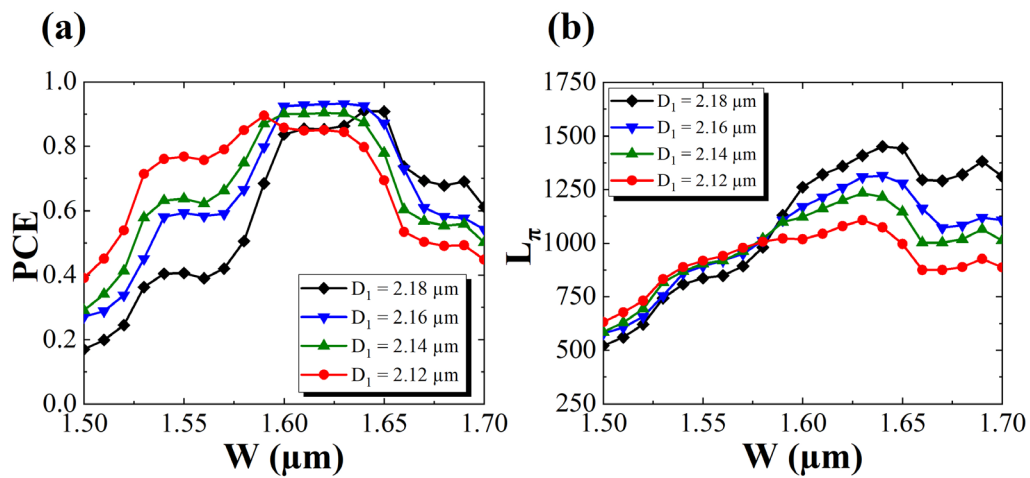 (a)
PCE
1.0
0.8
0.6
0.4
0.2
0.0
D₁ = 2.18 µm
D₁ = 2.16 µm
D₁ = 2.14 µm
D₁ = 2.12 µm
1.50 1.55 1.60 1.65 1.70
W (µm)
(b)
Lπ
1750
1500
1250
1000
750
500
250
D₁ = 2.18 µm
D₁ = 2.16 µm
D₁ = 2.14 µm
D₁ = 2.12 µm
1.50 1.55 1.60 1.65 1.70
W (µm)